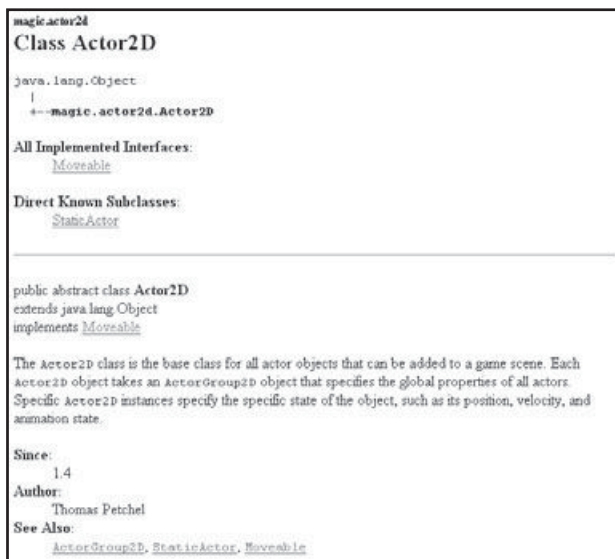 magic.actor2d
Class Actor2D
java.lang.Object
|
+--magic.actor2d.Actor2D
All Implemented Interfaces:
Moveable
Direct Known Subclasses:
StaticActor
public abstract class Actor2D
extends java.lang.Object
implements Moveable
The Actor2D class is the base class for all actor objects that can be added to a game scene. Each
Actor2D object takes an ActorGroup2D object that specifies the global properties of all actors.
Specific Actor2D instances specify the specific state of the object, such as its position, velocity, and
animation state.
Since:
1.4
Author:
Thomas Petchel
See Also:
ActorGroup2D, StaticActor, Moveable